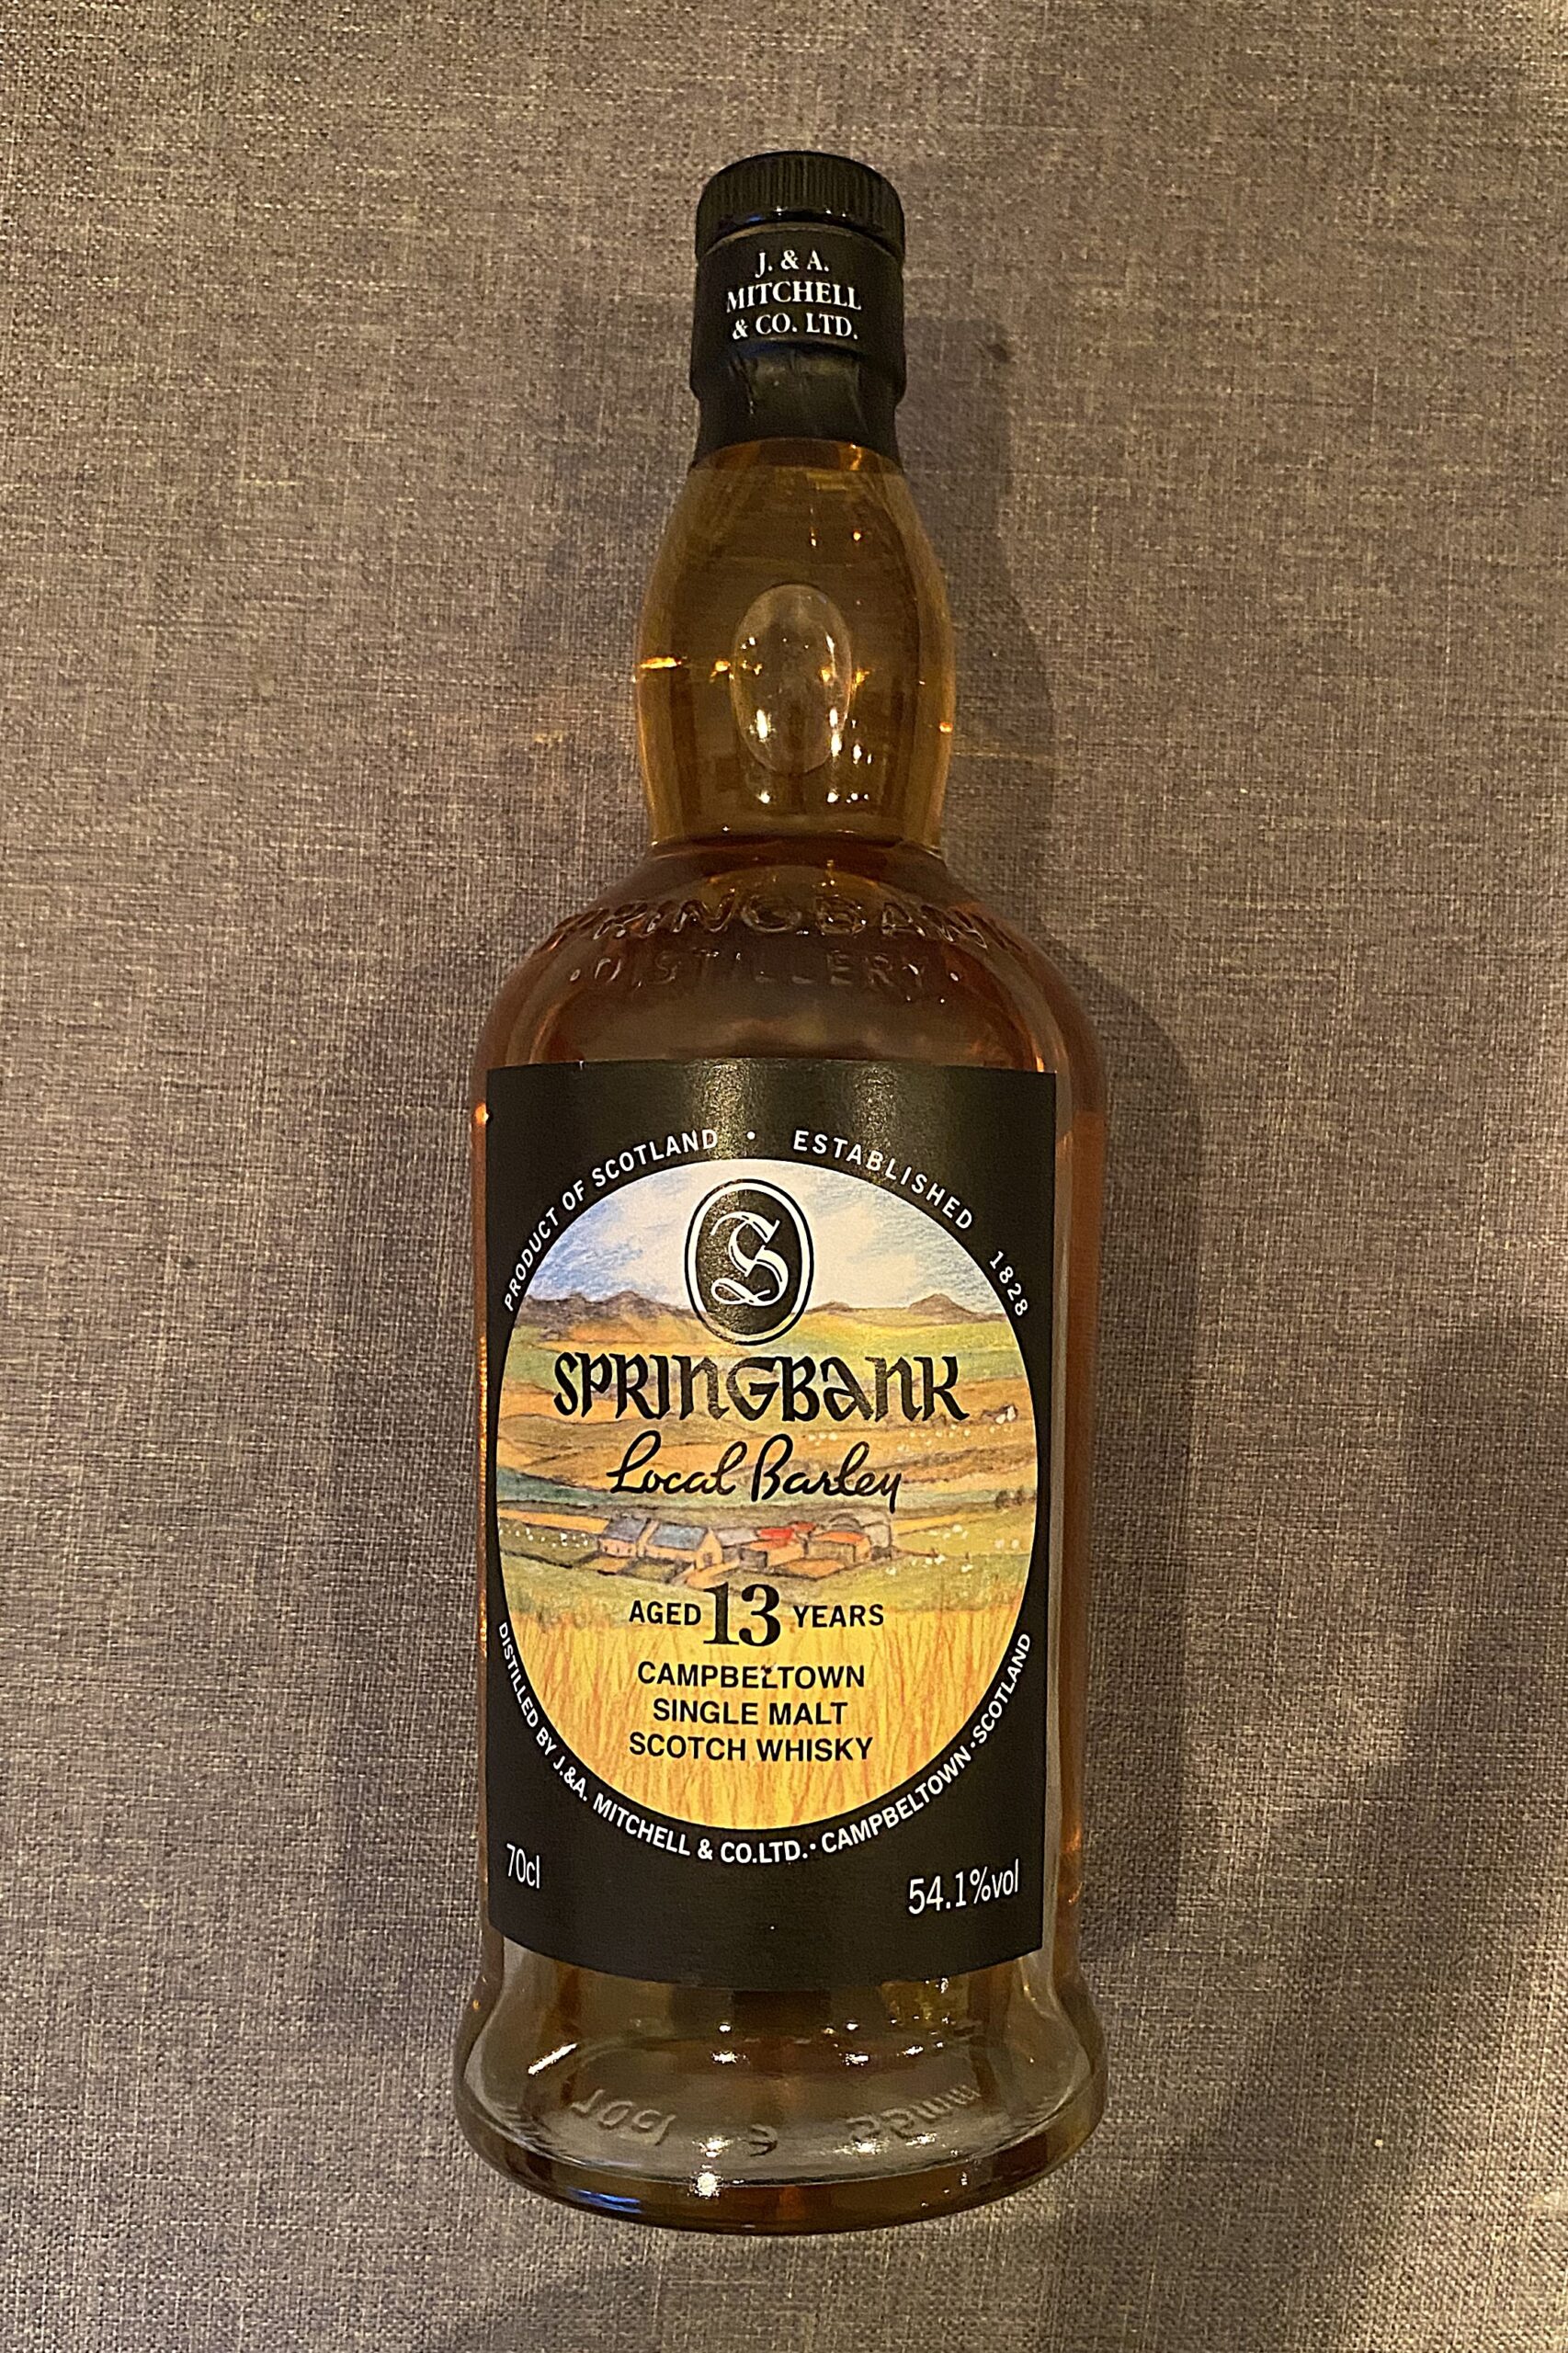 J. & A.
MITCHELL
& CO. LTD.
SPRINGBANK
·DISTILLERY·
PRODUCT OF SCOTLAND • ESTABLISHED 1828
S
SPRINGBANK
Local Barley
AGED 13 YEARS
CAMPBELTOWN
SINGLE MALT
SCOTCH WHISKY
DISTILLED BY J.&A. MITCHELL & CO.LTD.·CAMPBELTOWN·SCOTLAND
70cl
54.1%vol